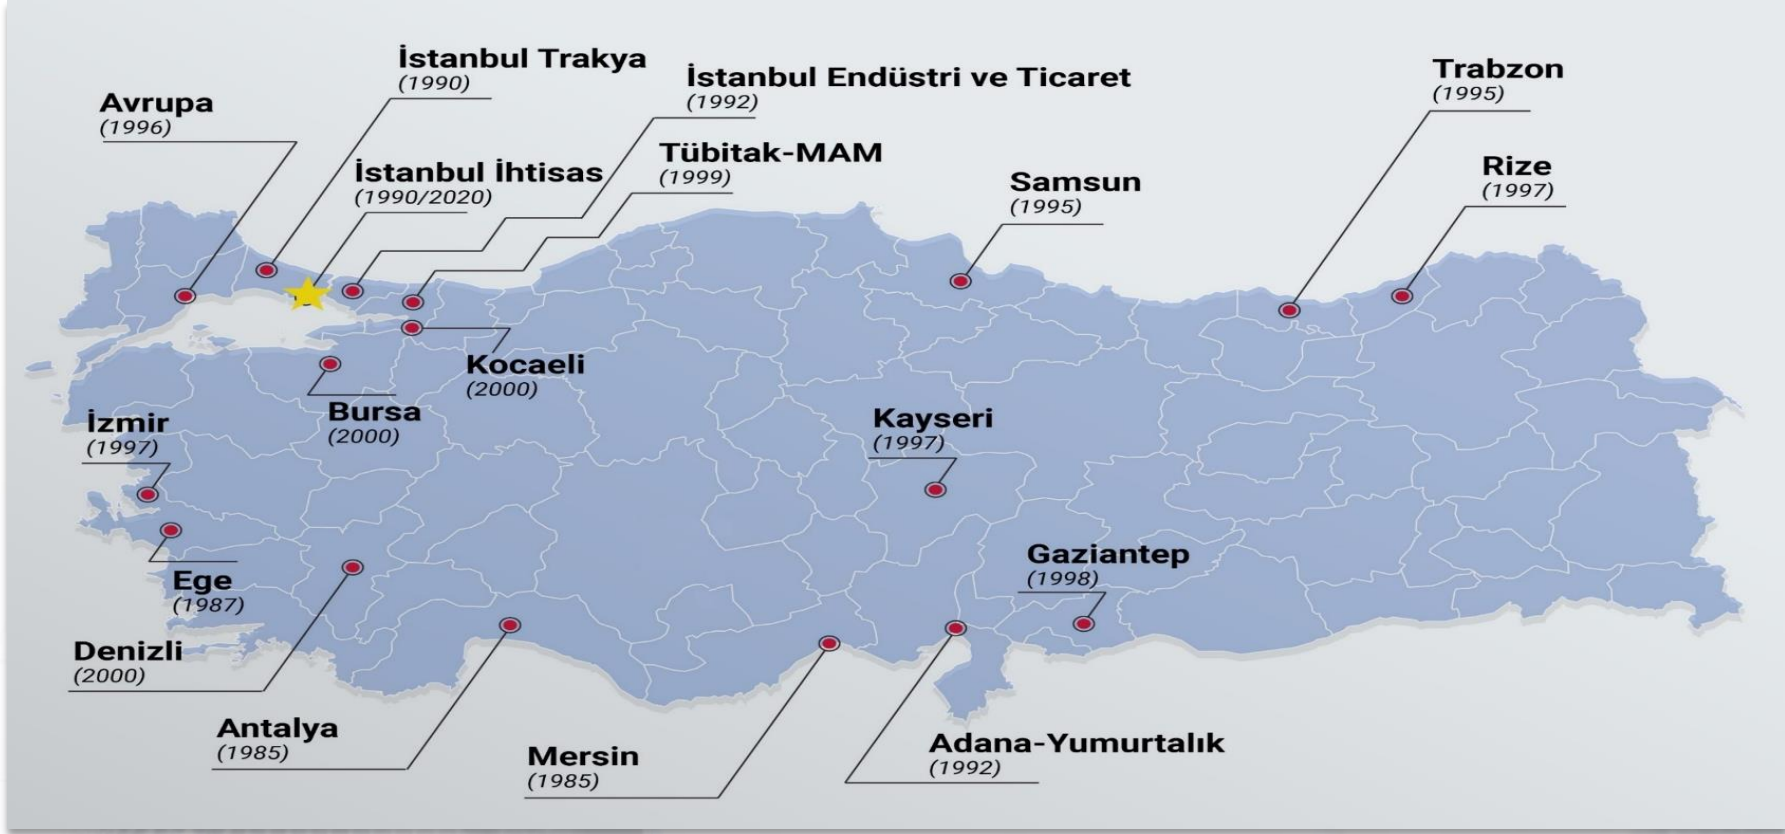 İstanbul Trakya
(1990)
İstanbul Endüstri ve Ticaret
(1992)
Trabzon
(1995)
Avrupa
(1996)
Tübitak-MAM
(1999)
İstanbul İhtisas
(1990/2020)
Samsun
(1995)
Rize
(1997)
Kocaeli
(2000)
Bursa
(2000)
İzmir
(1997)
Kayseri
(1997)
Ege
(1987)
Gaziantep
(1998)
Denizli
(2000)
Antalya
(1985)
Mersin
(1985)
Adana-Yumurtalık
(1992)